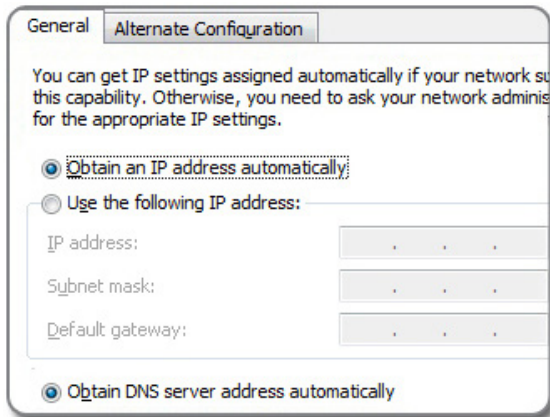 General
Alternate Configuration
You can get IP settings assigned automatically if your network
this capability. Otherwise, you need to ask your network
for the appropriate IP settings.
Obtain an IP address automatically
Use the following IP address:
IP address:
Subnet mask:
Default gateway:
Obtain DNS server address automatically